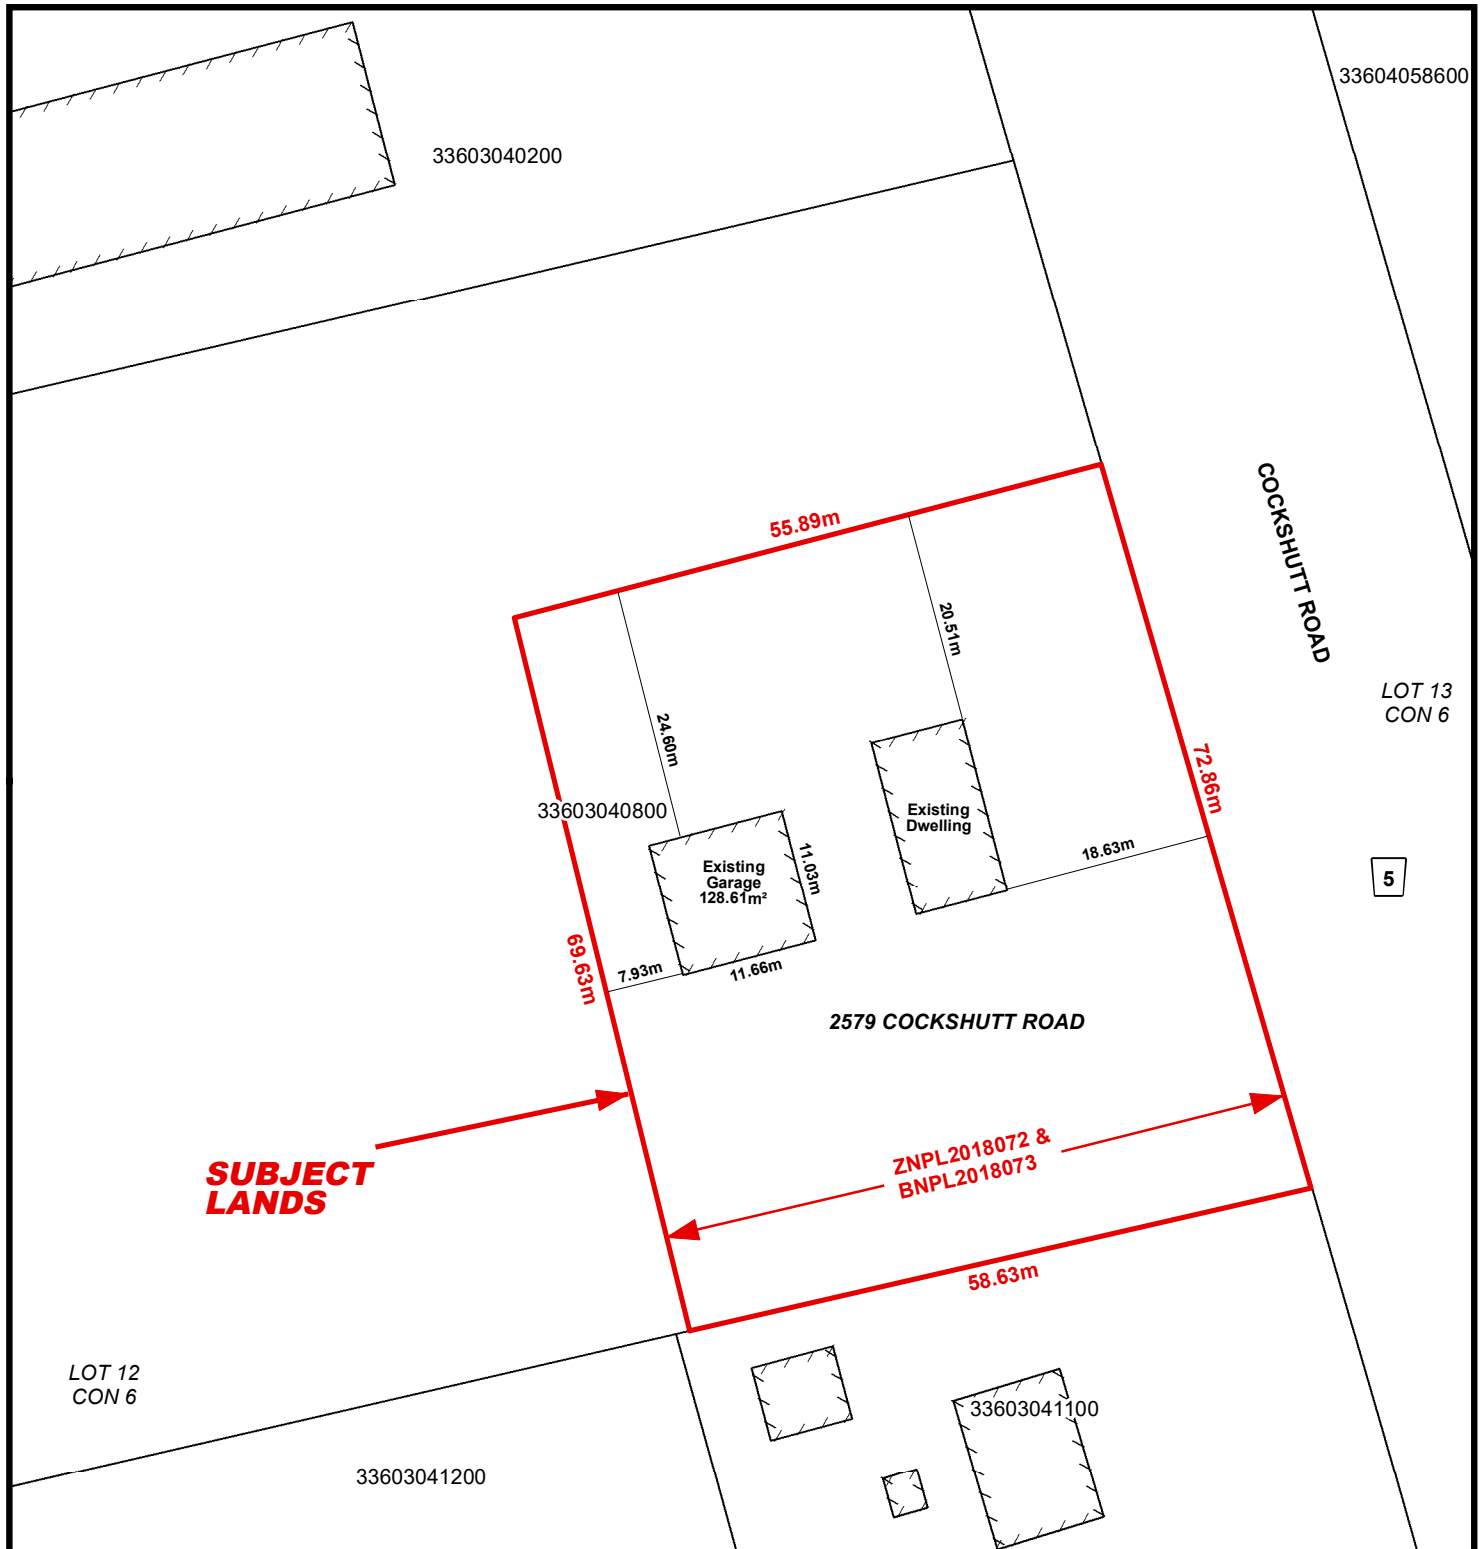 33604058600
33603040200
COCKSHUTT ROAD
55.89m
20.51m
LOT 13
CON 6
24.60m
72.86m
33603040800
Existing
Dwelling
11.03m
18.63m
Existing
Garage
128.61m²
5
69.63m
7.93m
11.66m
2579 COCKSHUTT ROAD
ZNPL2018072 &
BNPL2018073
SUBJECT
LANDS
58.63m
LOT 12
CON 6
33603041100
33603041200